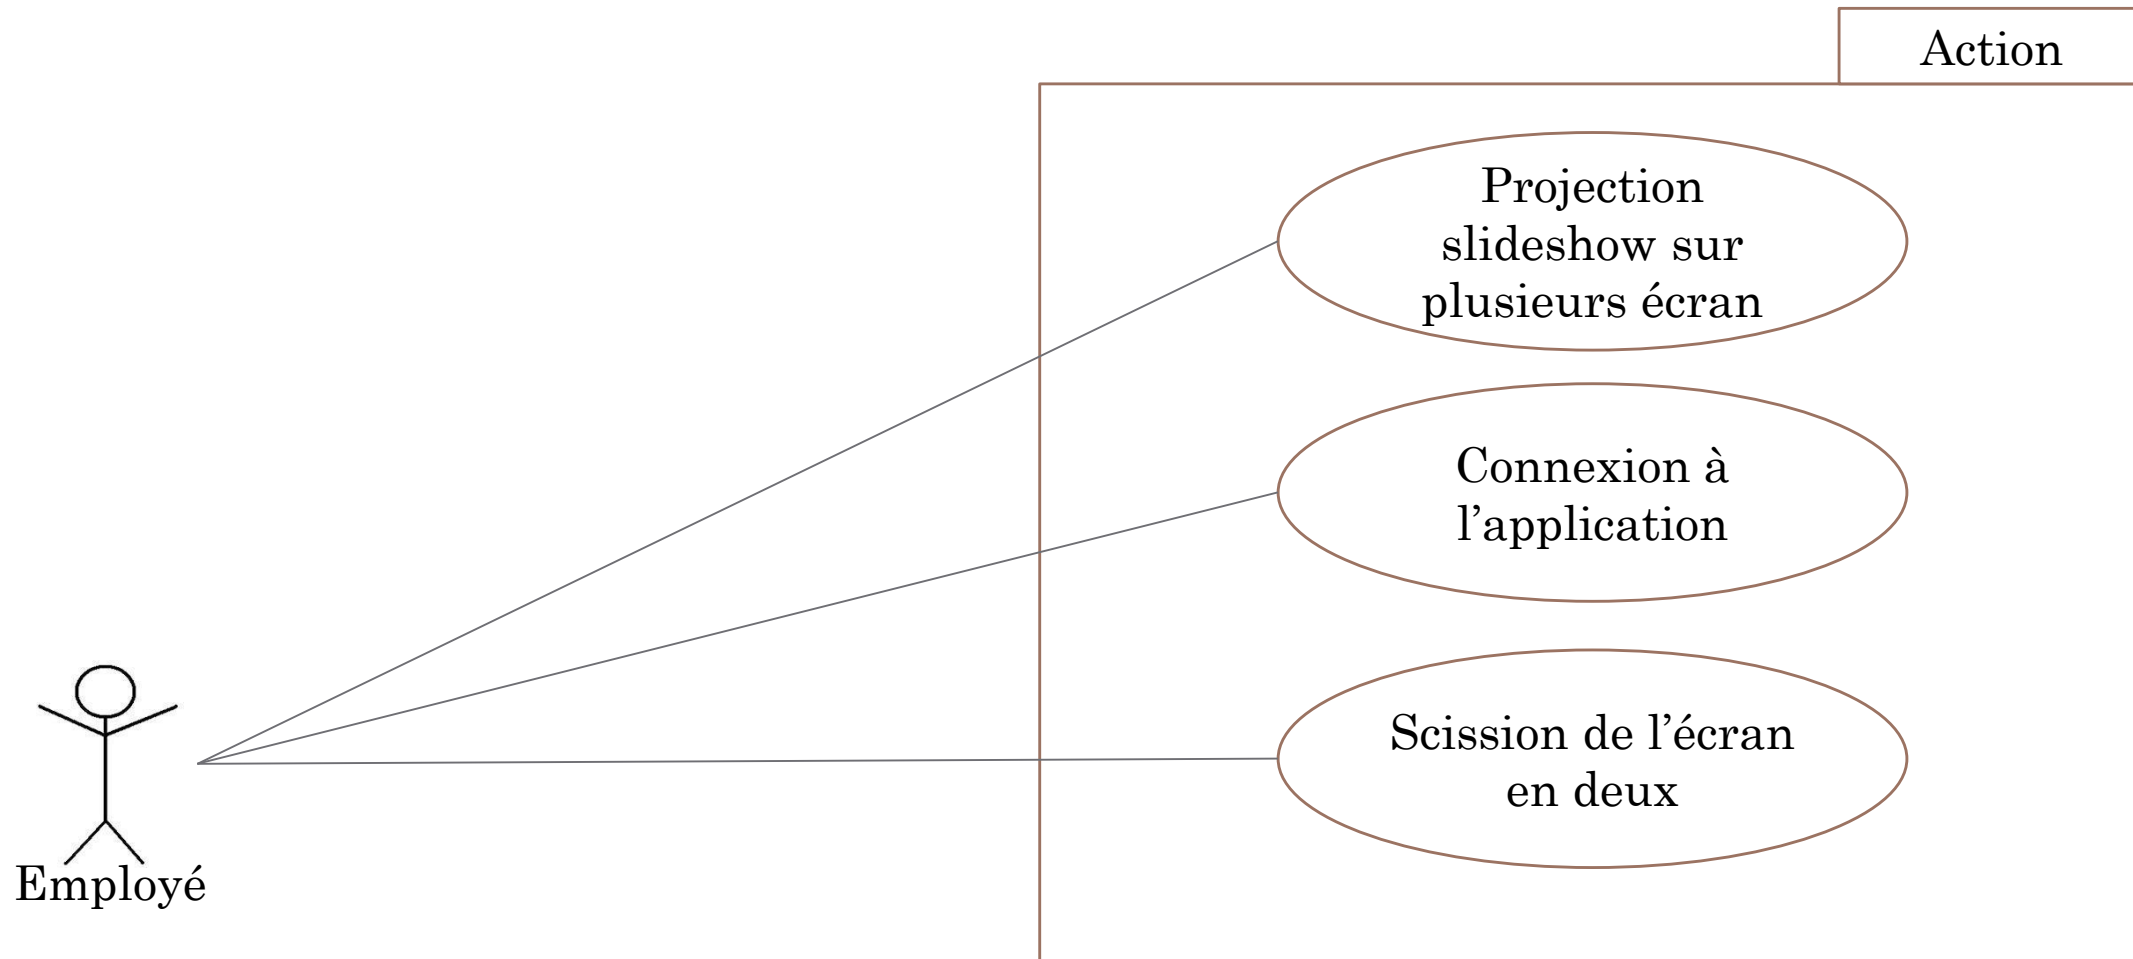 Action
Projection
slideshow sur
plusieurs écran
Connexion à
l’application
Scission de l’écran
en deux
Employé